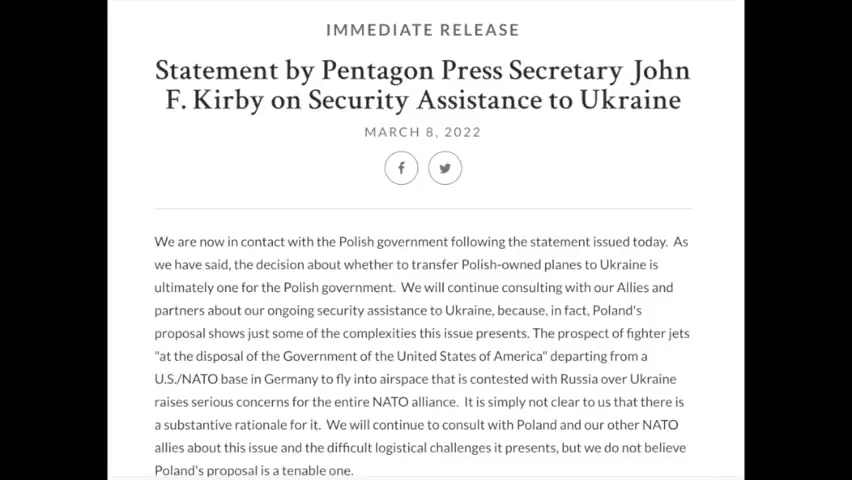 IMMEDIATE RELEASE
Statement by Pentagon Press Secretary John
F. Kirby on Security Assistance to Ukraine
MARCH 8, 2022
We are now in contact with the Polish government following the statement issued today.  As
we have said, the decision about whether to transfer Polish-owned planes to Ukraine is
ultimately one for the Polish government.  We will continue consulting with our Allies and
partners about our ongoing security assistance to Ukraine, because, in fact, Poland's
proposal shows just some of the complexities this issue presents. The prospect of fighter jets
"at the disposal of the Government of the United States of America" departing from a
U.S./NATO base in Germany to fly into airspace that is contested with Russia over Ukraine
raises serious concerns for the entire NATO alliance.  It is simply not clear to us that there is
a substantive rationale for it.  We will continue to consult with Poland and our other NATO
allies about this issue and the difficult logistical challenges it presents, but we do not believe
Poland's proposal is a tenable one.